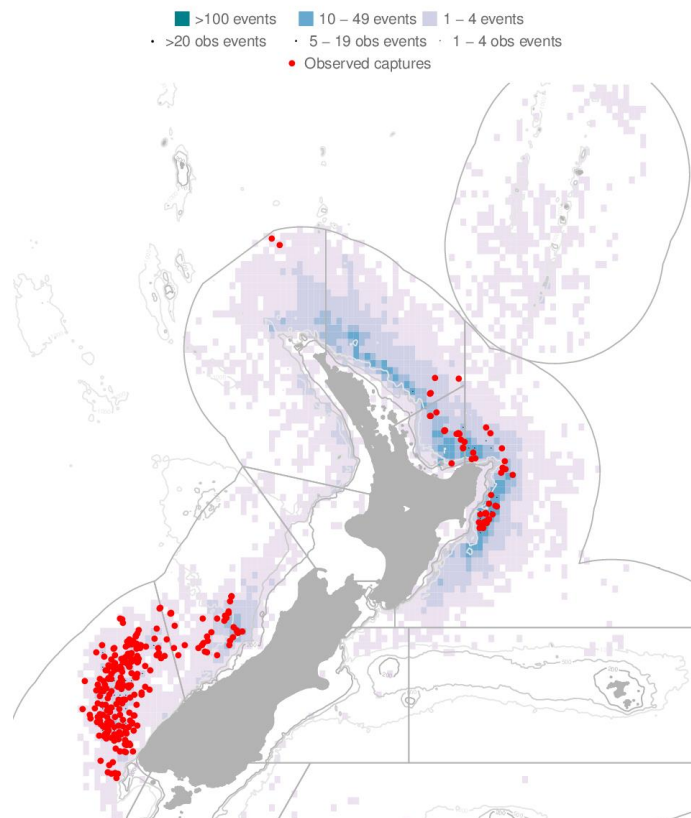 >100 events 10 – 49 events 1 – 4 events
>20 obs events 5 – 19 obs events 1 – 4 obs events
Observed captures